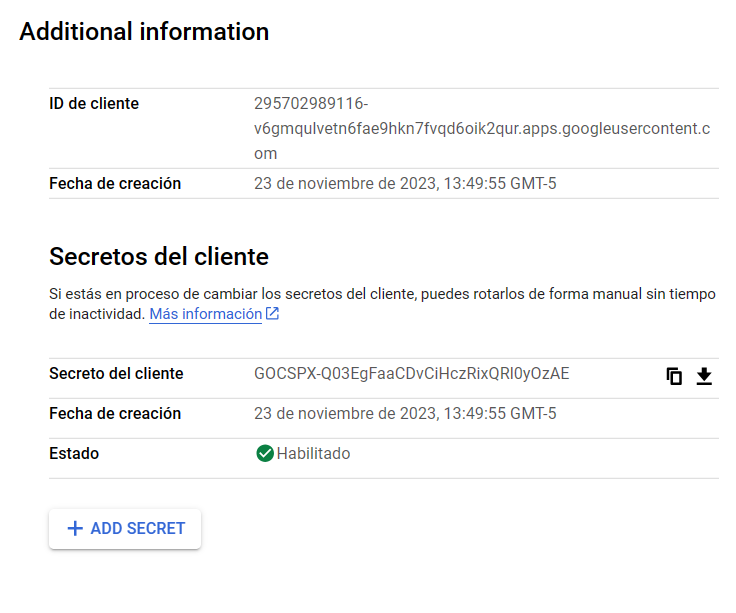 Additional information
ID de cliente
295702989116-
v6gmqulvetn6fae9hkn7fvqd6oik2qur.apps.googleusercontent.c
om
Fecha de creación
23 de noviembre de 2023, 13:49:55 GMT-5
Secretos del cliente
Si estás en proceso de cambiar los secretos del cliente, puedes rotarlos de forma manual sin tiempo
de inactividad. Más información
Secreto del cliente
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
Fecha de creación
23 de noviembre de 2023, 13:49:55 GMT-5
Estado
Habilitado
ADD SECRET